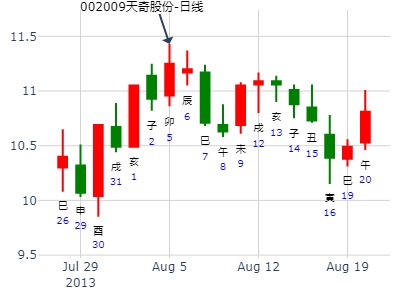 002009天奇股份-日线
11.5
11
10.5
10
9.5
巳
26
申
29
酉
30
戌
31
亥
1
子
2
卯
5
辰
6
巳
7
午
8
未
9
戌
12
亥
13
子
14
丑
15
寅
16
巳
19
午
20
Jul 29
2013
Aug 5
Aug 12
Aug 19